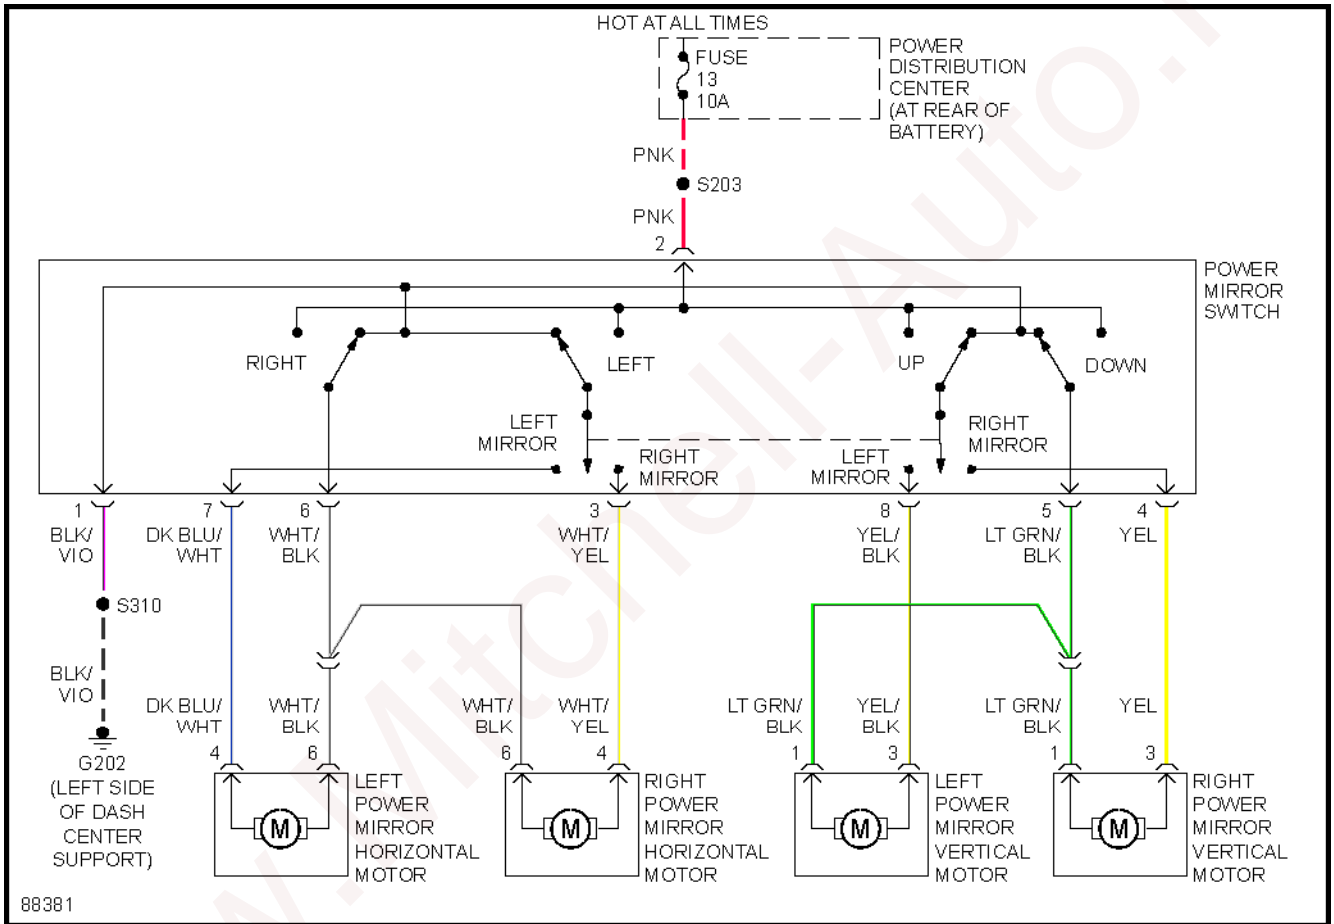 HOT AT ALL TIMES
FUSE
13
10A
POWER
DISTRIBUTION
CENTER
(AT REAR OF
BATTERY)
PNK
S203
PNK
2
POWER
MIRROR
SWITCH
RIGHT
LEFT
UP
DOWN
LEFT
MIRROR
RIGHT
MIRROR
LEFT
MIRROR
RIGHT
MIRROR
1
7
6
3
8
5
4
BLK/
VIO
DK BLU/
WHT
WHT/
BLK
WHT/
YEL
YEL/
BLK
LT GRN/
BLK
YEL
S310
BLK/
VIO
DK BLU/
WHT
WHT/
BLK
WHT/
BLK
WHT/
YEL
LT GRN/
BLK
YEL/
BLK
LT GRN/
BLK
YEL
4
6
6
4
1
3
1
3
G202
(LEFT SIDE
OF DASH
CENTER
SUPPORT)
M
LEFT
POWER
MIRROR
HORIZONTAL
MOTOR
M
RIGHT
POWER
MIRROR
HORIZONTAL
MOTOR
M
LEFT
POWER
MIRROR
VERTICAL
MOTOR
M
RIGHT
POWER
MIRROR
VERTICAL
MOTOR
88381
w.Mitchell-Auto.r